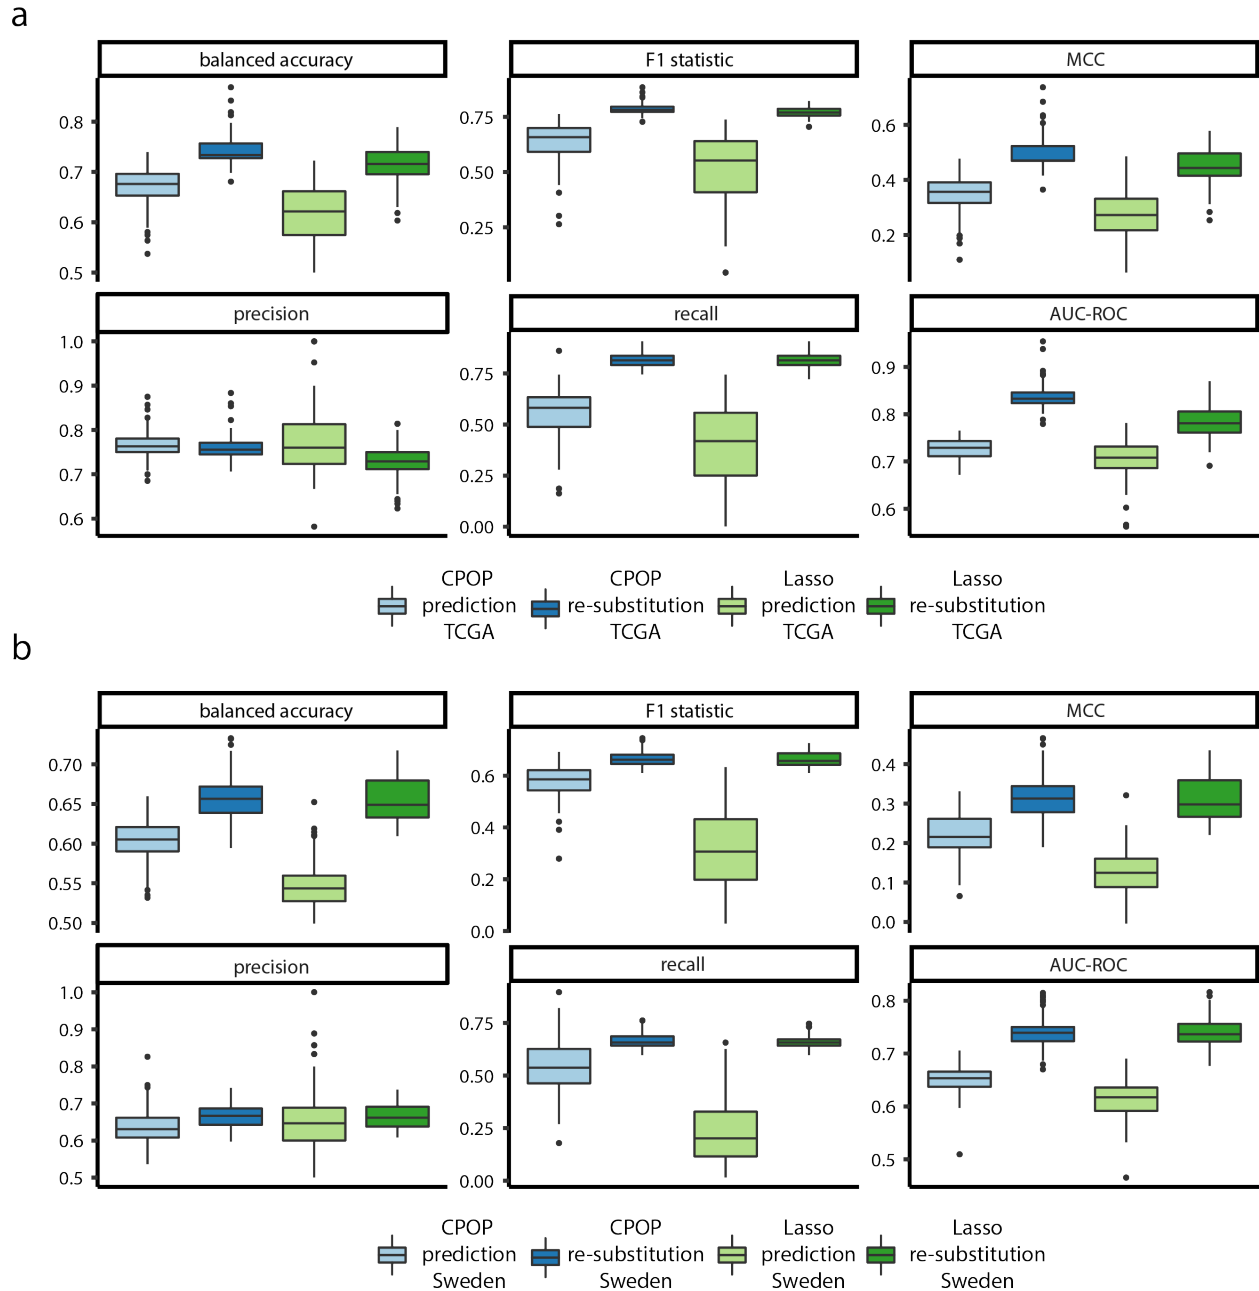 a
balanced accuracy
F1 statistic
MCC
0.8
0.7
0.6
0.5
0.75
0.50
0.25
0.6
0.4
0.2
precision
recall
AUC-ROC
1.0
0.9
0.8
0.7
0.6
0.75
0.50
0.25
0.00
0.9
0.8
0.7
0.6
CPOP
prediction
TCGA
CPOP
re-substitution
TCGA
Lasso
prediction
TCGA
Lasso
re-substitution
TCGA
b
balanced accuracy
F1 statistic
MCC
0.70
0.65
0.60
0.55
0.50
0.6
0.4
0.2
0.0
0.4
0.3
0.2
0.1
0.0
precision
recall
AUC-ROC
1.0
0.9
0.8
0.7
0.6
0.5
0.75
0.50
0.25
0.00
0.8
0.7
0.6
0.5
CPOP
prediction
Sweden
CPOP
re-substitution
Sweden
Lasso
prediction
Sweden
Lasso
re-substitution
Sweden